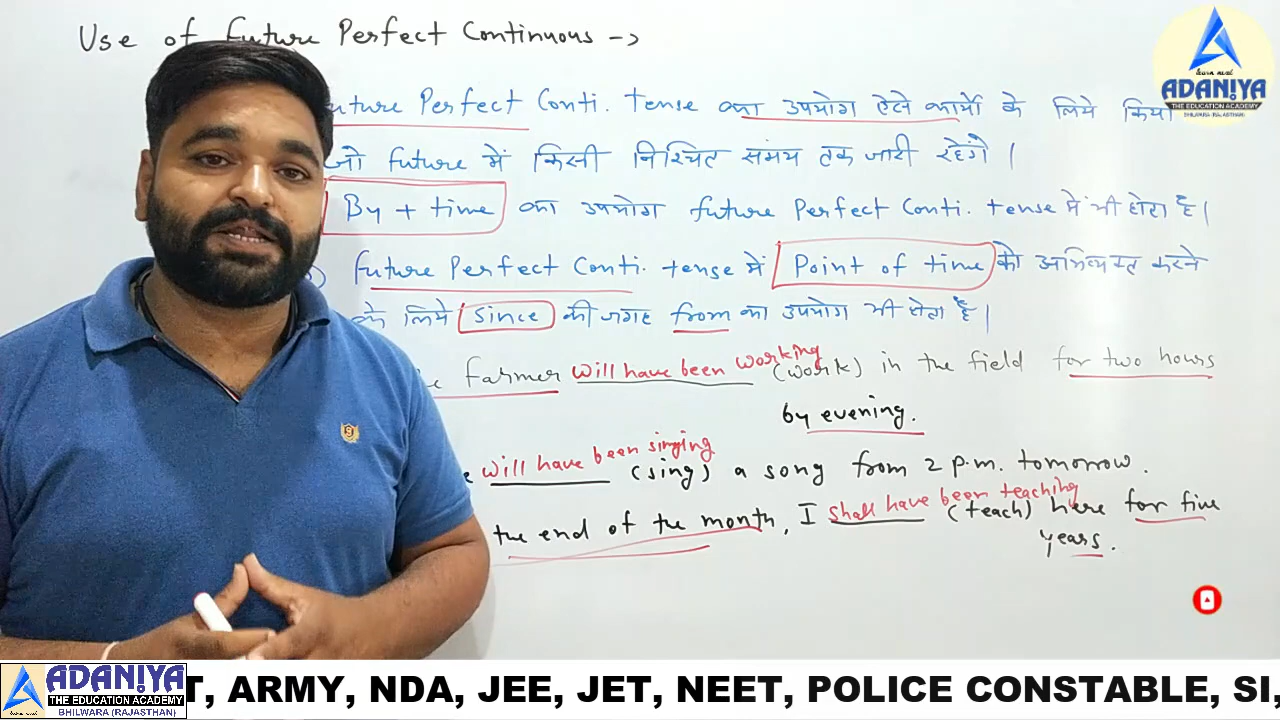 Use of Future Perfect Continuous ->
learn next
ADANIYA
THE EDUCATION ACADEMY
BHILWARA (RAJASTHAN)
uture Perfect Conti. tense का उपयोग ऐसे कार्यो के लिये किया
जो future में किसी निश्चित समय तक जारी रहेगे।
By + time का उपयोग future Perfect Conti. tense में भी होता है।
future Perfect Conti. tense में Point of time को अभिव्यक्त करने
के लिये since की जगह from का उपयोग भी होता है।
farmer will have been working (work) in the field for two hours
by evening.
will have been singing (sing) a song from 2 p.m. tomorrow.
the end of the month, I shall have been teaching (teach) here for five
years.
ADANIYA
THE EDUCATION ACADEMY
BHILWARA (RAJASTHAN)
T, ARMY, NDA, JEE, JET, NEET, POLICE CONSTABLE, SI,